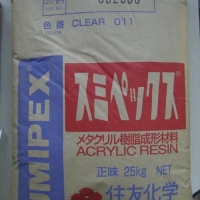 色番 CLEAR 011
UMIPEX
スミペックス
メタクリル樹脂成形材料
ACRYLIC RESIN
正味 25kg NET
住友化学